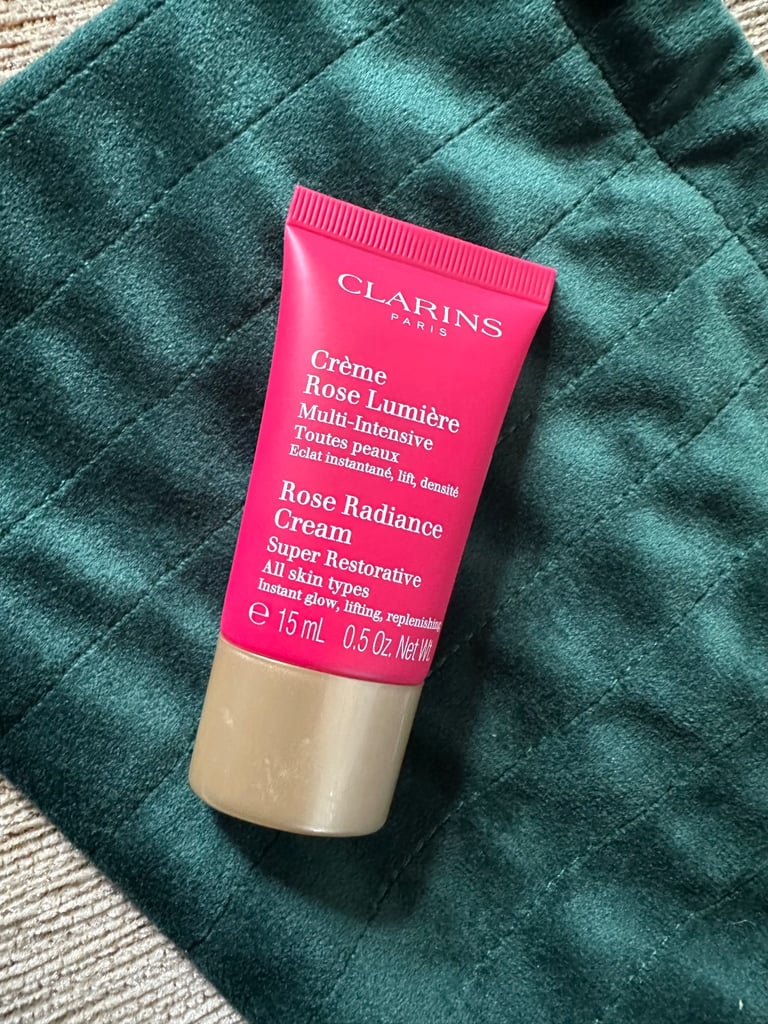 CLARINS
PARIS
Crème
Rose Lumière
Multi-Intensive
Toutes peaux
Eclat instantané, lift, densité
Rose Radiance
Cream
Super Restorative
All skin types
Instant glow, lifting, replenishing
℮ 15 mL 0.5 Oz. Net Wt.